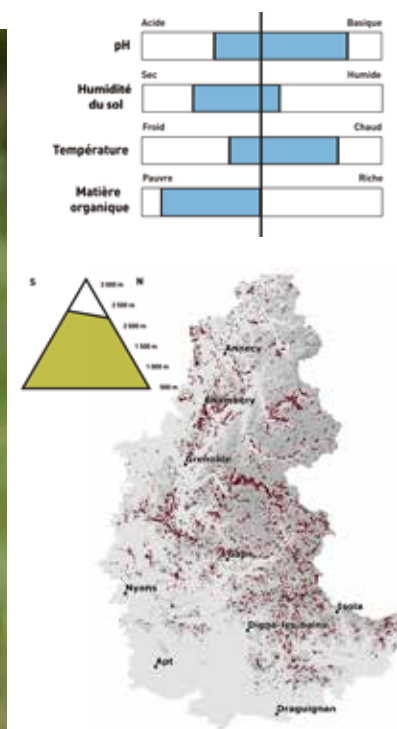 Acide Basique
pH
Sec Humide
Humidité
du sol
Froid Chaud
Température
Pauvre Riche
Matière
organique
S N
3 000 m
2 500 m
2 000 m
1 500 m
1 000 m
500 m
Annecy
Chambéry
Grenoble
Gap
Nyons
Isola
Digne-les-bains
Apt
Draguignan